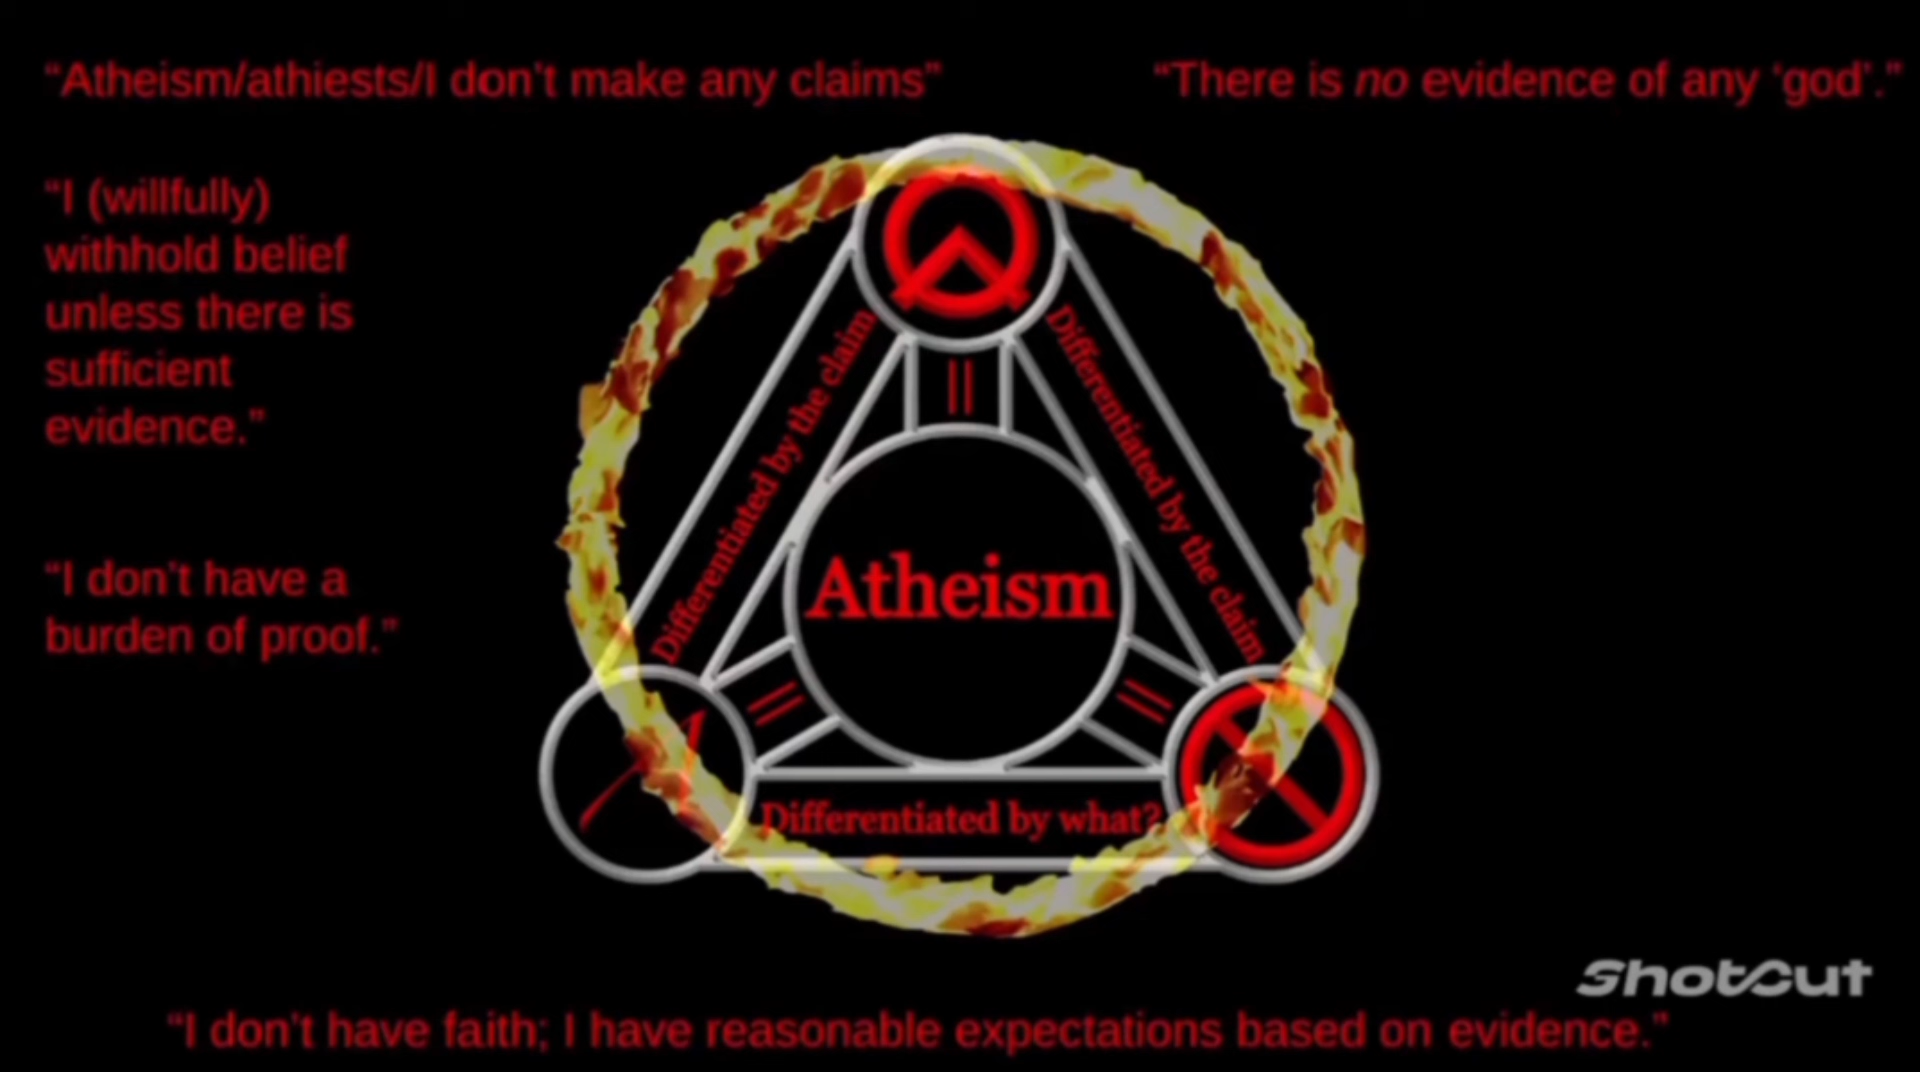 “Atheism/athiests/I don’t make any claims”
“There is no evidence of any ‘god’.”
“I (willfully)
withhold belief
unless there is
sufficient
evidence.”
“I don’t have a
burden of proof.”
Differentiated by the claim
Differentiated by the claim
Atheism
Differentiated by what?
ShotCut
“I don’t have faith; I have reasonable expectations based on evidence.”